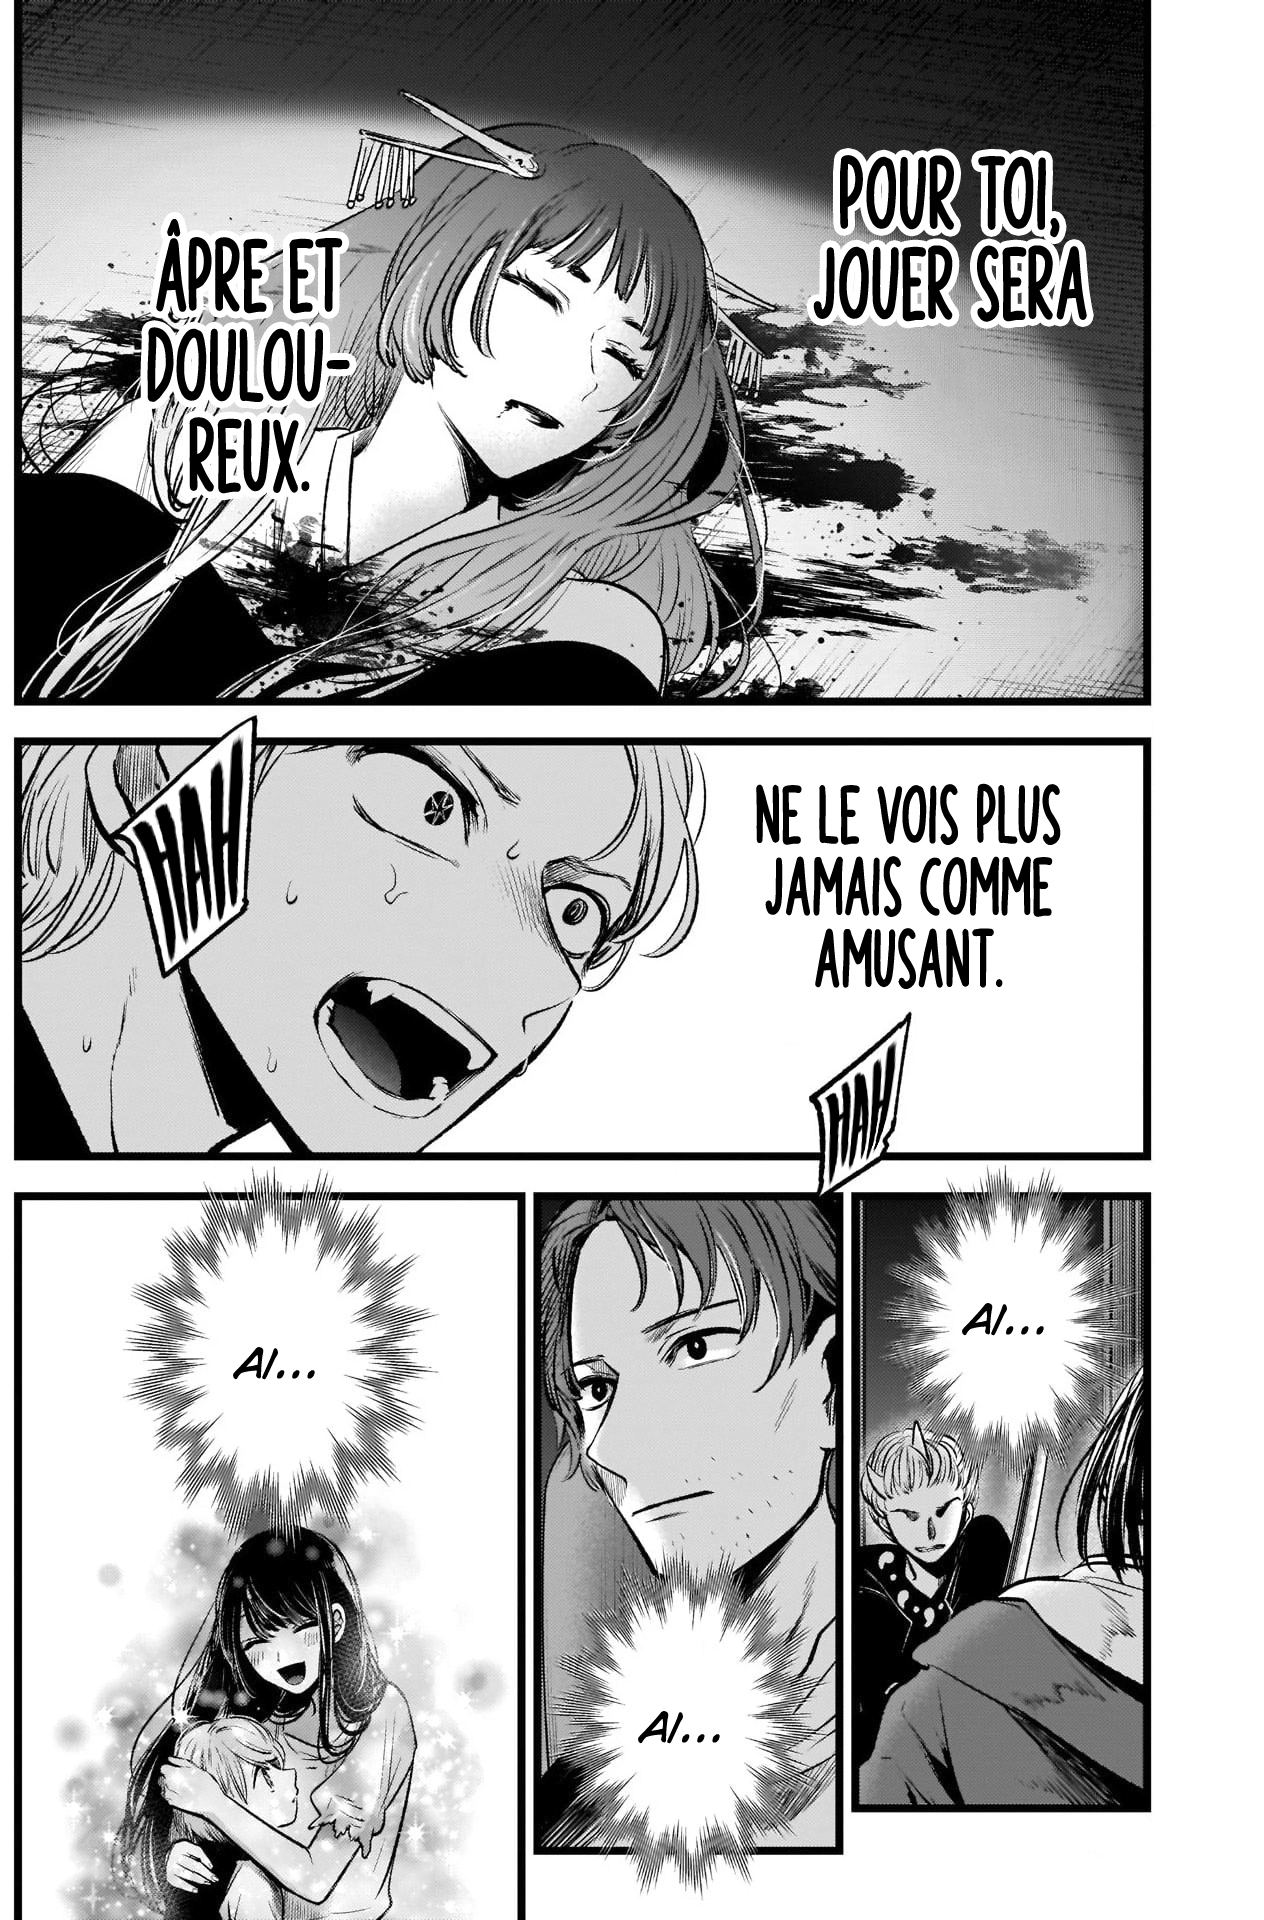 POUR TOI,
JOUER SERA
ÂPRE ET
DOULOU-
REUX.
HAH
NE LE VOIS PLUS
JAMAIS COMME
AMUSANT.
HAH
AI...
AI...
AI...